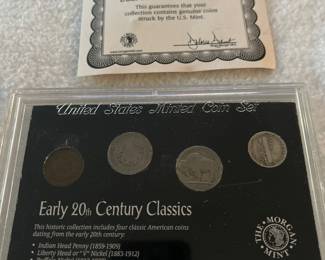 This guarantees that your
collection contains genuine coins
struck by the U.S. Mint.
United States Minted Coin Set
Early 20th Century Classics
This historic collection includes four classic American coins
dating from the early 20th century:
• Indian Head Penny (1859-1909)
• Liberty Head or "V" Nickel (1883-1912)
THE MORGAN
MINT